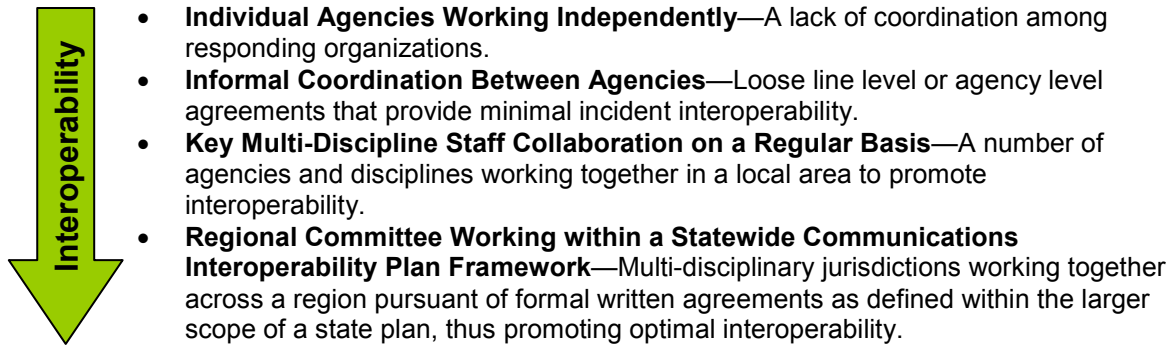 Interoperability
• Individual Agencies Working Independently—A lack of coordination among
responding organizations.
• Informal Coordination Between Agencies—Loose line level or agency level
agreements that provide minimal incident interoperability.
• Key Multi-Discipline Staff Collaboration on a Regular Basis—A number of
agencies and disciplines working together in a local area to promote
interoperability.
• Regional Committee Working within a Statewide Communications
Interoperability Plan Framework—Multi-disciplinary jurisdictions working together
across a region pursuant of formal written agreements as defined within the larger
scope of a state plan, thus promoting optimal interoperability.